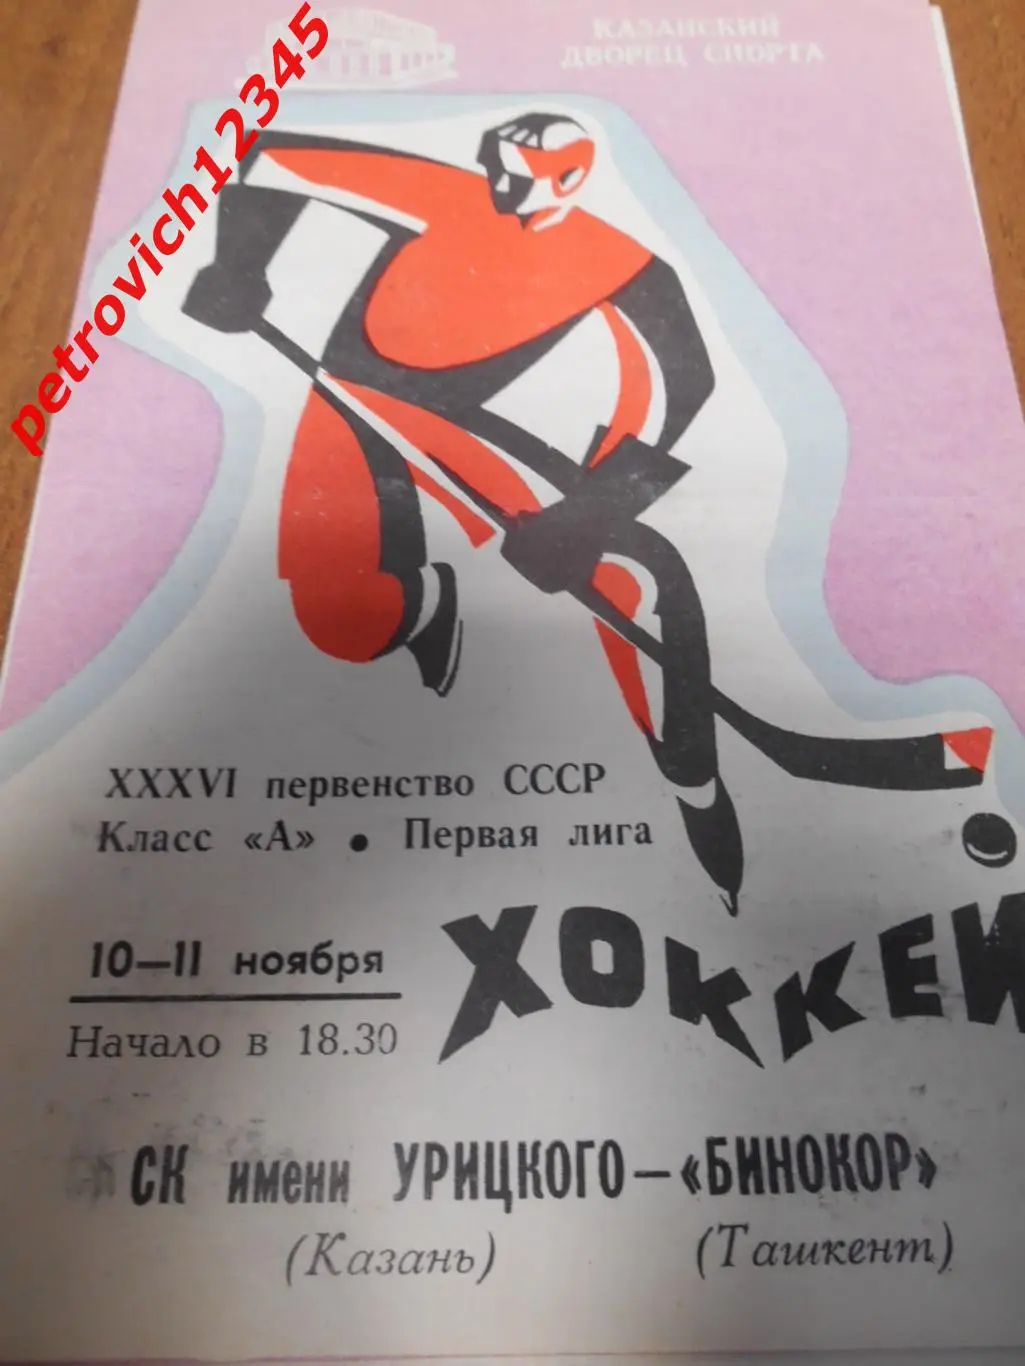 КАЗАНСКИЙ
ДВОРЕЦ СПОРТА
petrovich12345
XXXVI первенство СССР
Класс «А» • Первая лига
10—11 ноября
Начало в 18.30
ХОККЕЙ
СК имени УРИЦКОГО — «БИНОКОР»
(Казань) (Ташкент)